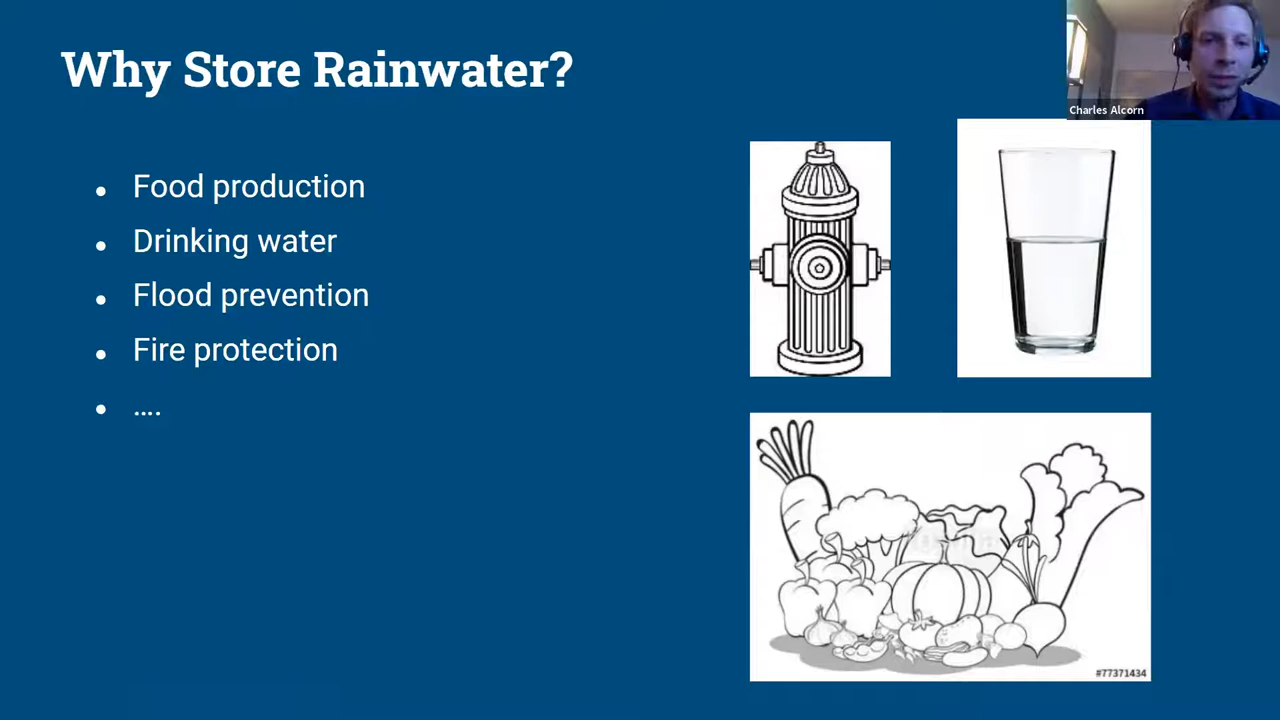 Why Store Rainwater?
Charles Alcorn
Food production
Drinking water
Flood prevention
Fire protection
....
#77371434